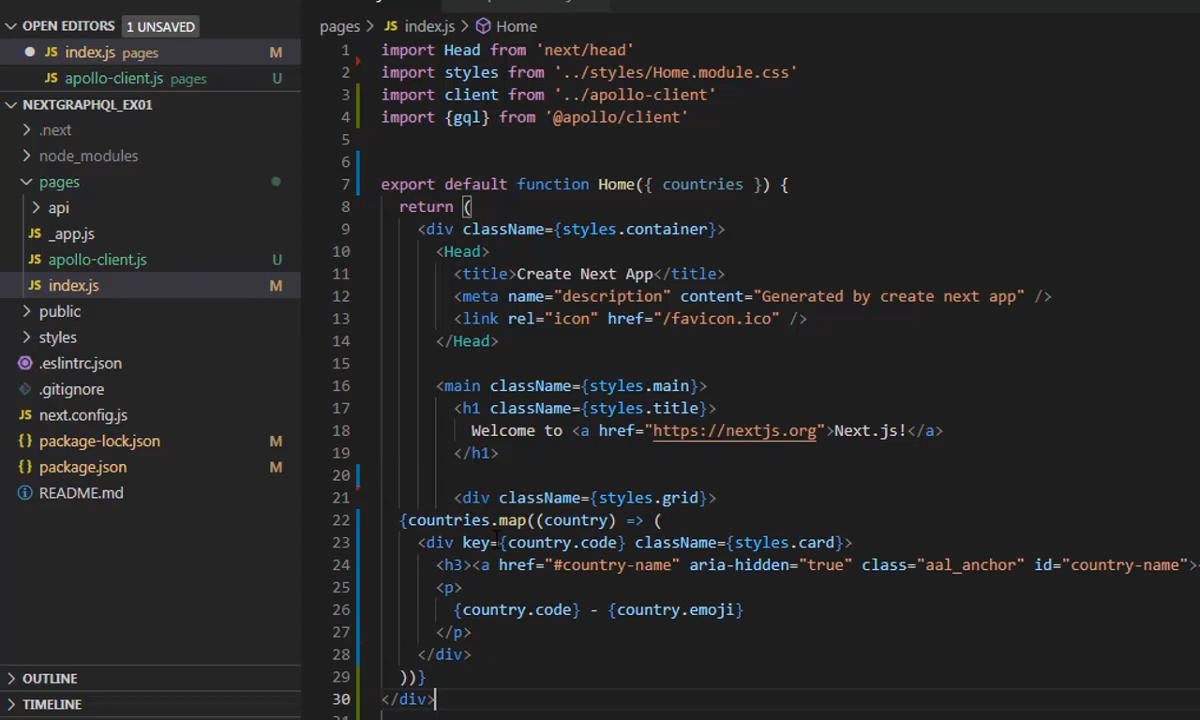 OPEN EDITORS 1 UNSAVED
JS index.js pages M
JS apollo-client.js pages U
NEXTGRAPHQL_EX01
.next
node_modules
pages
api
JS _app.js
JS apollo-client.js U
JS index.js M
public
styles
.eslintrc.json
.gitignore
JS next.config.js
{} package-lock.json M
{} package.json M
README.md
OUTLINE
TIMELINE
pages > JS index.js > Home
1 import Head from 'next/head'
2 import styles from '../styles/Home.module.css'
3 import client from '../apollo-client'
4 import {gql} from '@apollo/client'
5
6
7 export default function Home({ countries }) {
8 return (
9 <div className={styles.container}>
10 <Head>
11 <title>Create Next App</title>
12 <meta name="description" content="Generated by create next app" />
13 <link rel="icon" href="/favicon.ico" />
14 </Head>
15
16 <main className={styles.main}>
17 <h1 className={styles.title}>
18 Welcome to <a href="https://nextjs.org">Next.js!</a>
19 </h1>
20
21 <div className={styles.grid}>
22 {countries.map((country) => (
23 <div key={country.code} className={styles.card}>
24 <h3><a href="#country-name" aria-hidden="true" class="aal_anchor" id="country-name">
25 <p>
26 {country.code} - {country.emoji}
27 </p>
28 </div>
29 ))}
30 </div>